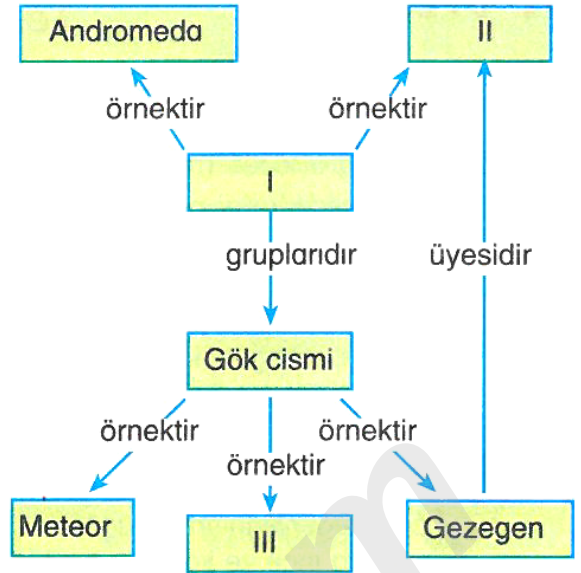 Andromeda
II
örnektir
örnektir
I
gruplarıdır
üyesidir
Gök cismi
örnektir
örnektir
örnektir
Meteor
III
Gezegen
m